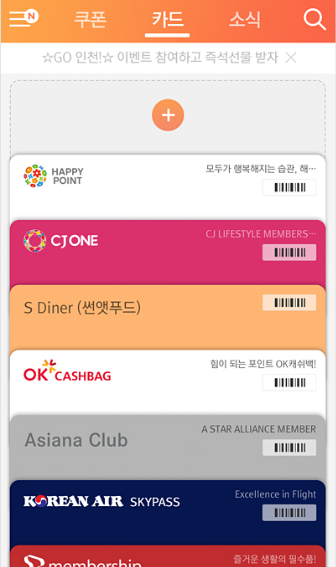 N
쿠폰 카드 소식
☆GO 인천!☆ 이벤트 참여하고 즉석선물 받자 ×
HAPPY POINT 모두가 행복해지는 습관, 해…
CJ ONE CJ LIFESTYLE MEMBERS…
S Diner (썬앳푸드)
OK CASHBAG 힘이 되는 포인트 OK캐쉬백!
Asiana Club A STAR ALLIANCE MEMBER
KOREAN AIR SKYPASS Excellence in Flight
membership 즐거운 생활의 필수품!